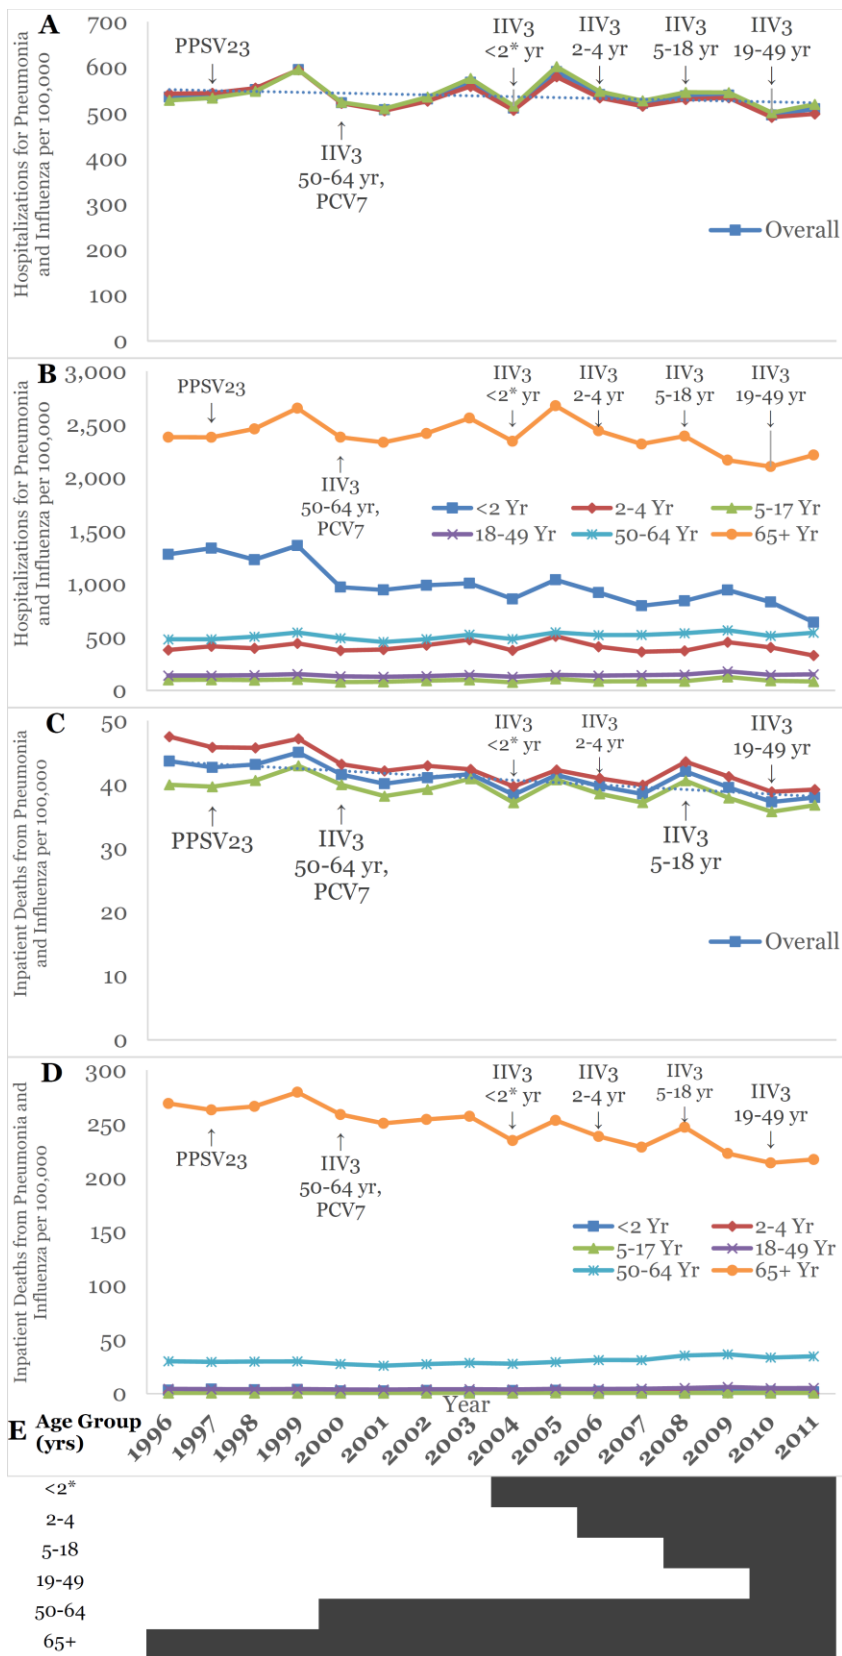 A
Hospitalizations for Pneumonia
and Influenza per 100,000
700
600
500
400
300
200
100
0
PPSV23
IIV3
50-64 yr,
PCV7
IIV3
<2* yr
IIV3
2-4 yr
IIV3
5-18 yr
IIV3
19-49 yr
Overall
B
Hospitalizations for Pneumonia
and Influenza per 100,000
3,000
2,500
2,000
1,500
1,000
500
0
PPSV23
IIV3
50-64 yr,
PCV7
IIV3
<2* yr
IIV3
2-4 yr
IIV3
5-18 yr
IIV3
19-49 yr
<2 Yr 2-4 Yr 5-17 Yr
18-49 Yr 50-64 Yr 65+ Yr
C
Inpatient Deaths from Pneumonia
and Influenza per 100,000
50
40
30
20
10
0
PPSV23
IIV3
50-64 yr,
PCV7
IIV3
<2* yr
IIV3
2-4 yr
IIV3
5-18 yr
IIV3
19-49 yr
Overall
D
Inpatient Deaths from Pneumonia and
Influenza per 100,000
300
250
200
150
100
50
0
PPSV23
IIV3
50-64 yr,
PCV7
IIV3
<2* yr
IIV3
2-4 yr
IIV3
5-18 yr
IIV3
19-49 yr
<2 Yr 2-4 Yr
5-17 Yr 18-49 Yr
50-64 Yr 65+ Yr
Year
1996 1997 1998 1999 2000 2001 2002 2003 2004 2005 2006 2007 2008 2009 2010 2011
E Age Group
(yrs)
<2*
2-4
5-18
19-49
50-64
65+